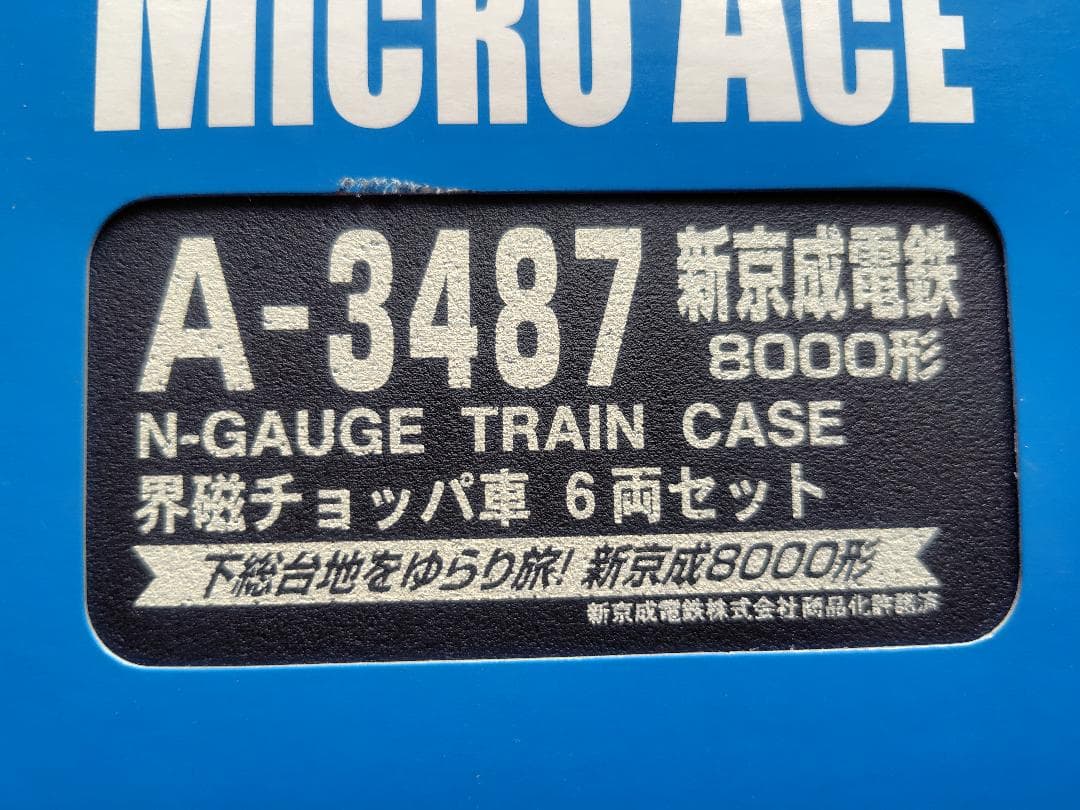 MICRO ACE
A-3487 新京成電鉄
8000形
N-GAUGE TRAIN CASE
界磁チョッパ車 6両セット
下総台地をゆらり旅! 新京成8000形
新京成電鉄株式会社商品化許諾済